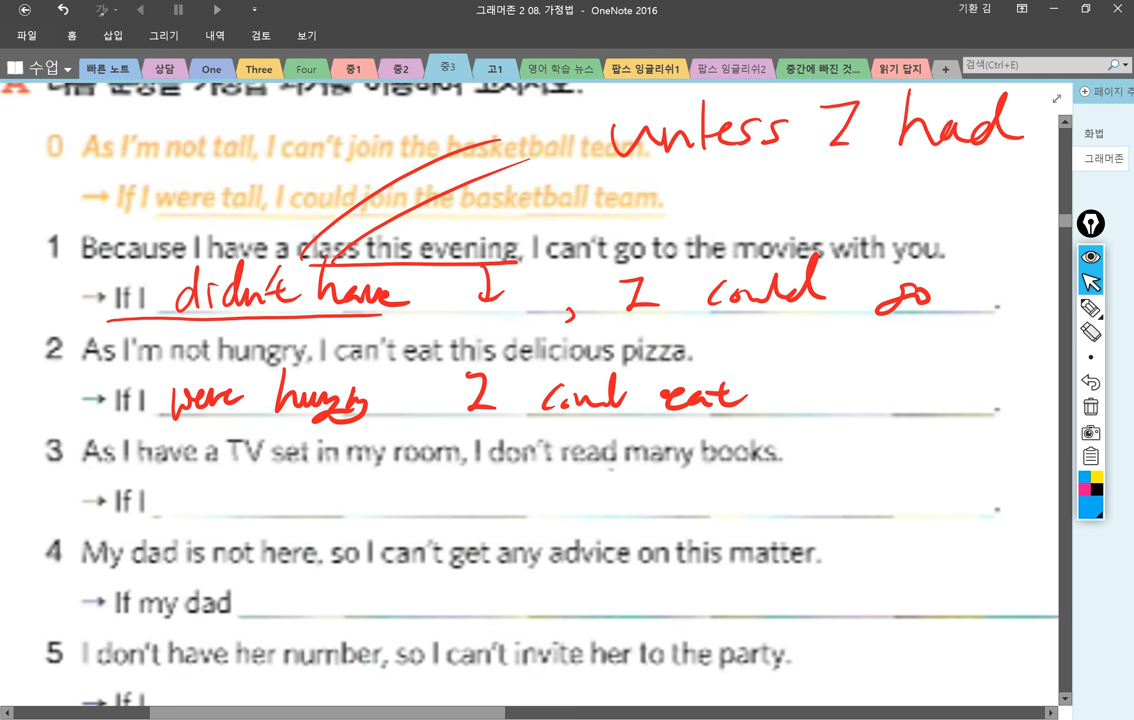 그래머존 2 08. 가정법 - OneNote 2016
기환 김
파일 홈 삽입 그리기 내역 검토 보기
수업 빠른 노트 상담 One Three Four 중1 중2 중3 고1 영어 학습 뉴스 팝스 잉글리쉬1 팝스 잉글리쉬2 중간에 빠진 것... 읽기 답지 + 검색(Ctrl+E)
페이지 추
화법
그래머존
unless I had
0 As I'm not tall, I can't join the basketball team.
→ If I were tall, I could join the basketball team.
1 Because I have a class this evening, I can't go to the movies with you.
→ If I didn't have , I could go .
2 As I'm not hungry, I can't eat this delicious pizza.
→ If I were hungry I could eat .
3 As I have a TV set in my room, I don't read many books.
→ If I .
4 My dad is not here, so I can't get any advice on this matter.
→ If my dad
5 I don't have her number, so I can't invite her to the party.
→ If I